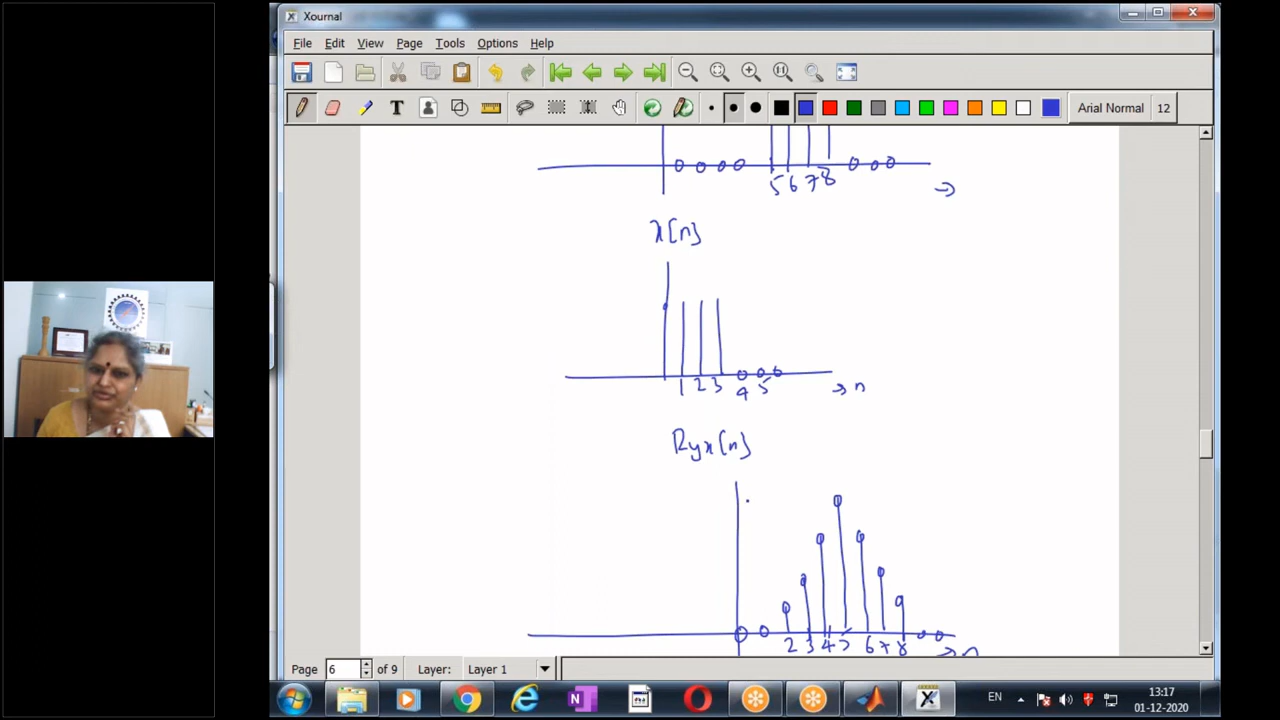 Xournal
File Edit View Page Tools Options Help
Arial Normal 12
5 6 7 8
x[n]
1 2 3 4 5
→ n
Ryx[n]
2 3 4 5 6 7 8
→ n
Page 6 of 9 Layer: Layer 1
EN 13:17
01-12-2020